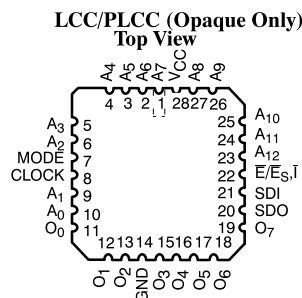 LCC/PLCC (Opaque Only)
Top View
A4 A5 A6 A7 VCC A8 A9
4 3 2 1 28 27 26
A3 5
A2 6
MODE 7
CLOCK 8
A1 9
A0 10
O0 11
25 A10
24 A11
23 A12
22 E̅/E̅S,I̅
21 SDI
20 SDO
19 O7
12 13 14 15 16 17 18
O1 O2 GND O3 O4 O5 O6